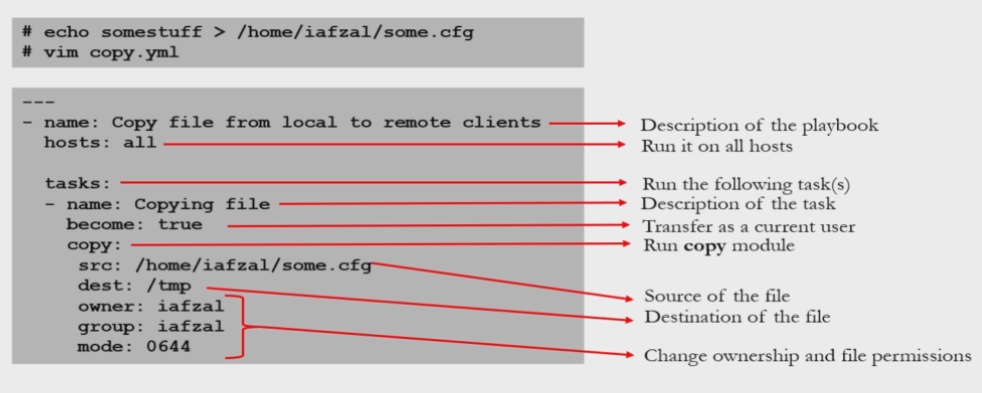 # echo somestuff > /home/iafzal/some.cfg
# vim copy.yml
---
- name: Copy file from local to remote clients
hosts: all
tasks:
- name: Copying file
become: true
copy:
src: /home/iafzal/some.cfg
dest: /tmp
owner: iafzal
group: iafzal
mode: 0644
Description of the playbook
Run it on all hosts
Run the following task(s)
Description of the task
Transfer as a current user
Run copy module
Source of the file
Destination of the file
Change ownership and file permissions